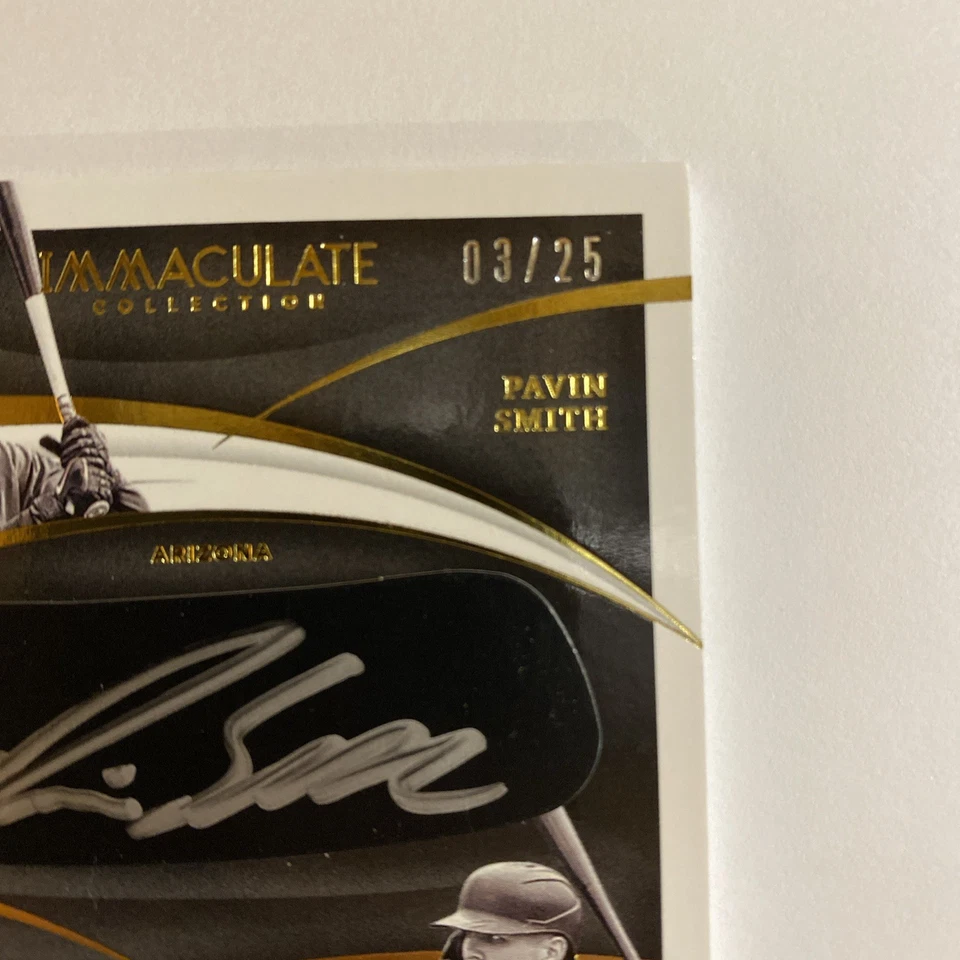 IMMACULATE
COLLECTION
03/25
PAVIN
SMITH
ARIZONA